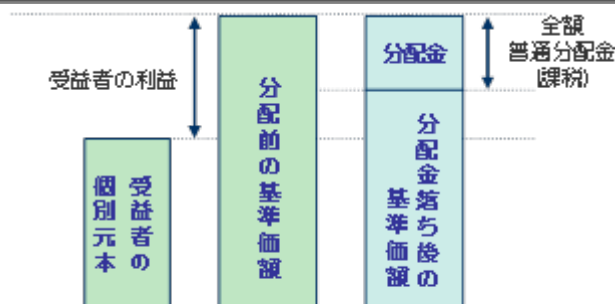 受益者の利益
受益者の
個別元本
分配前の基準価額
分配金
分配金落ち後の
基準価額
全額
普通分配金
(課税)